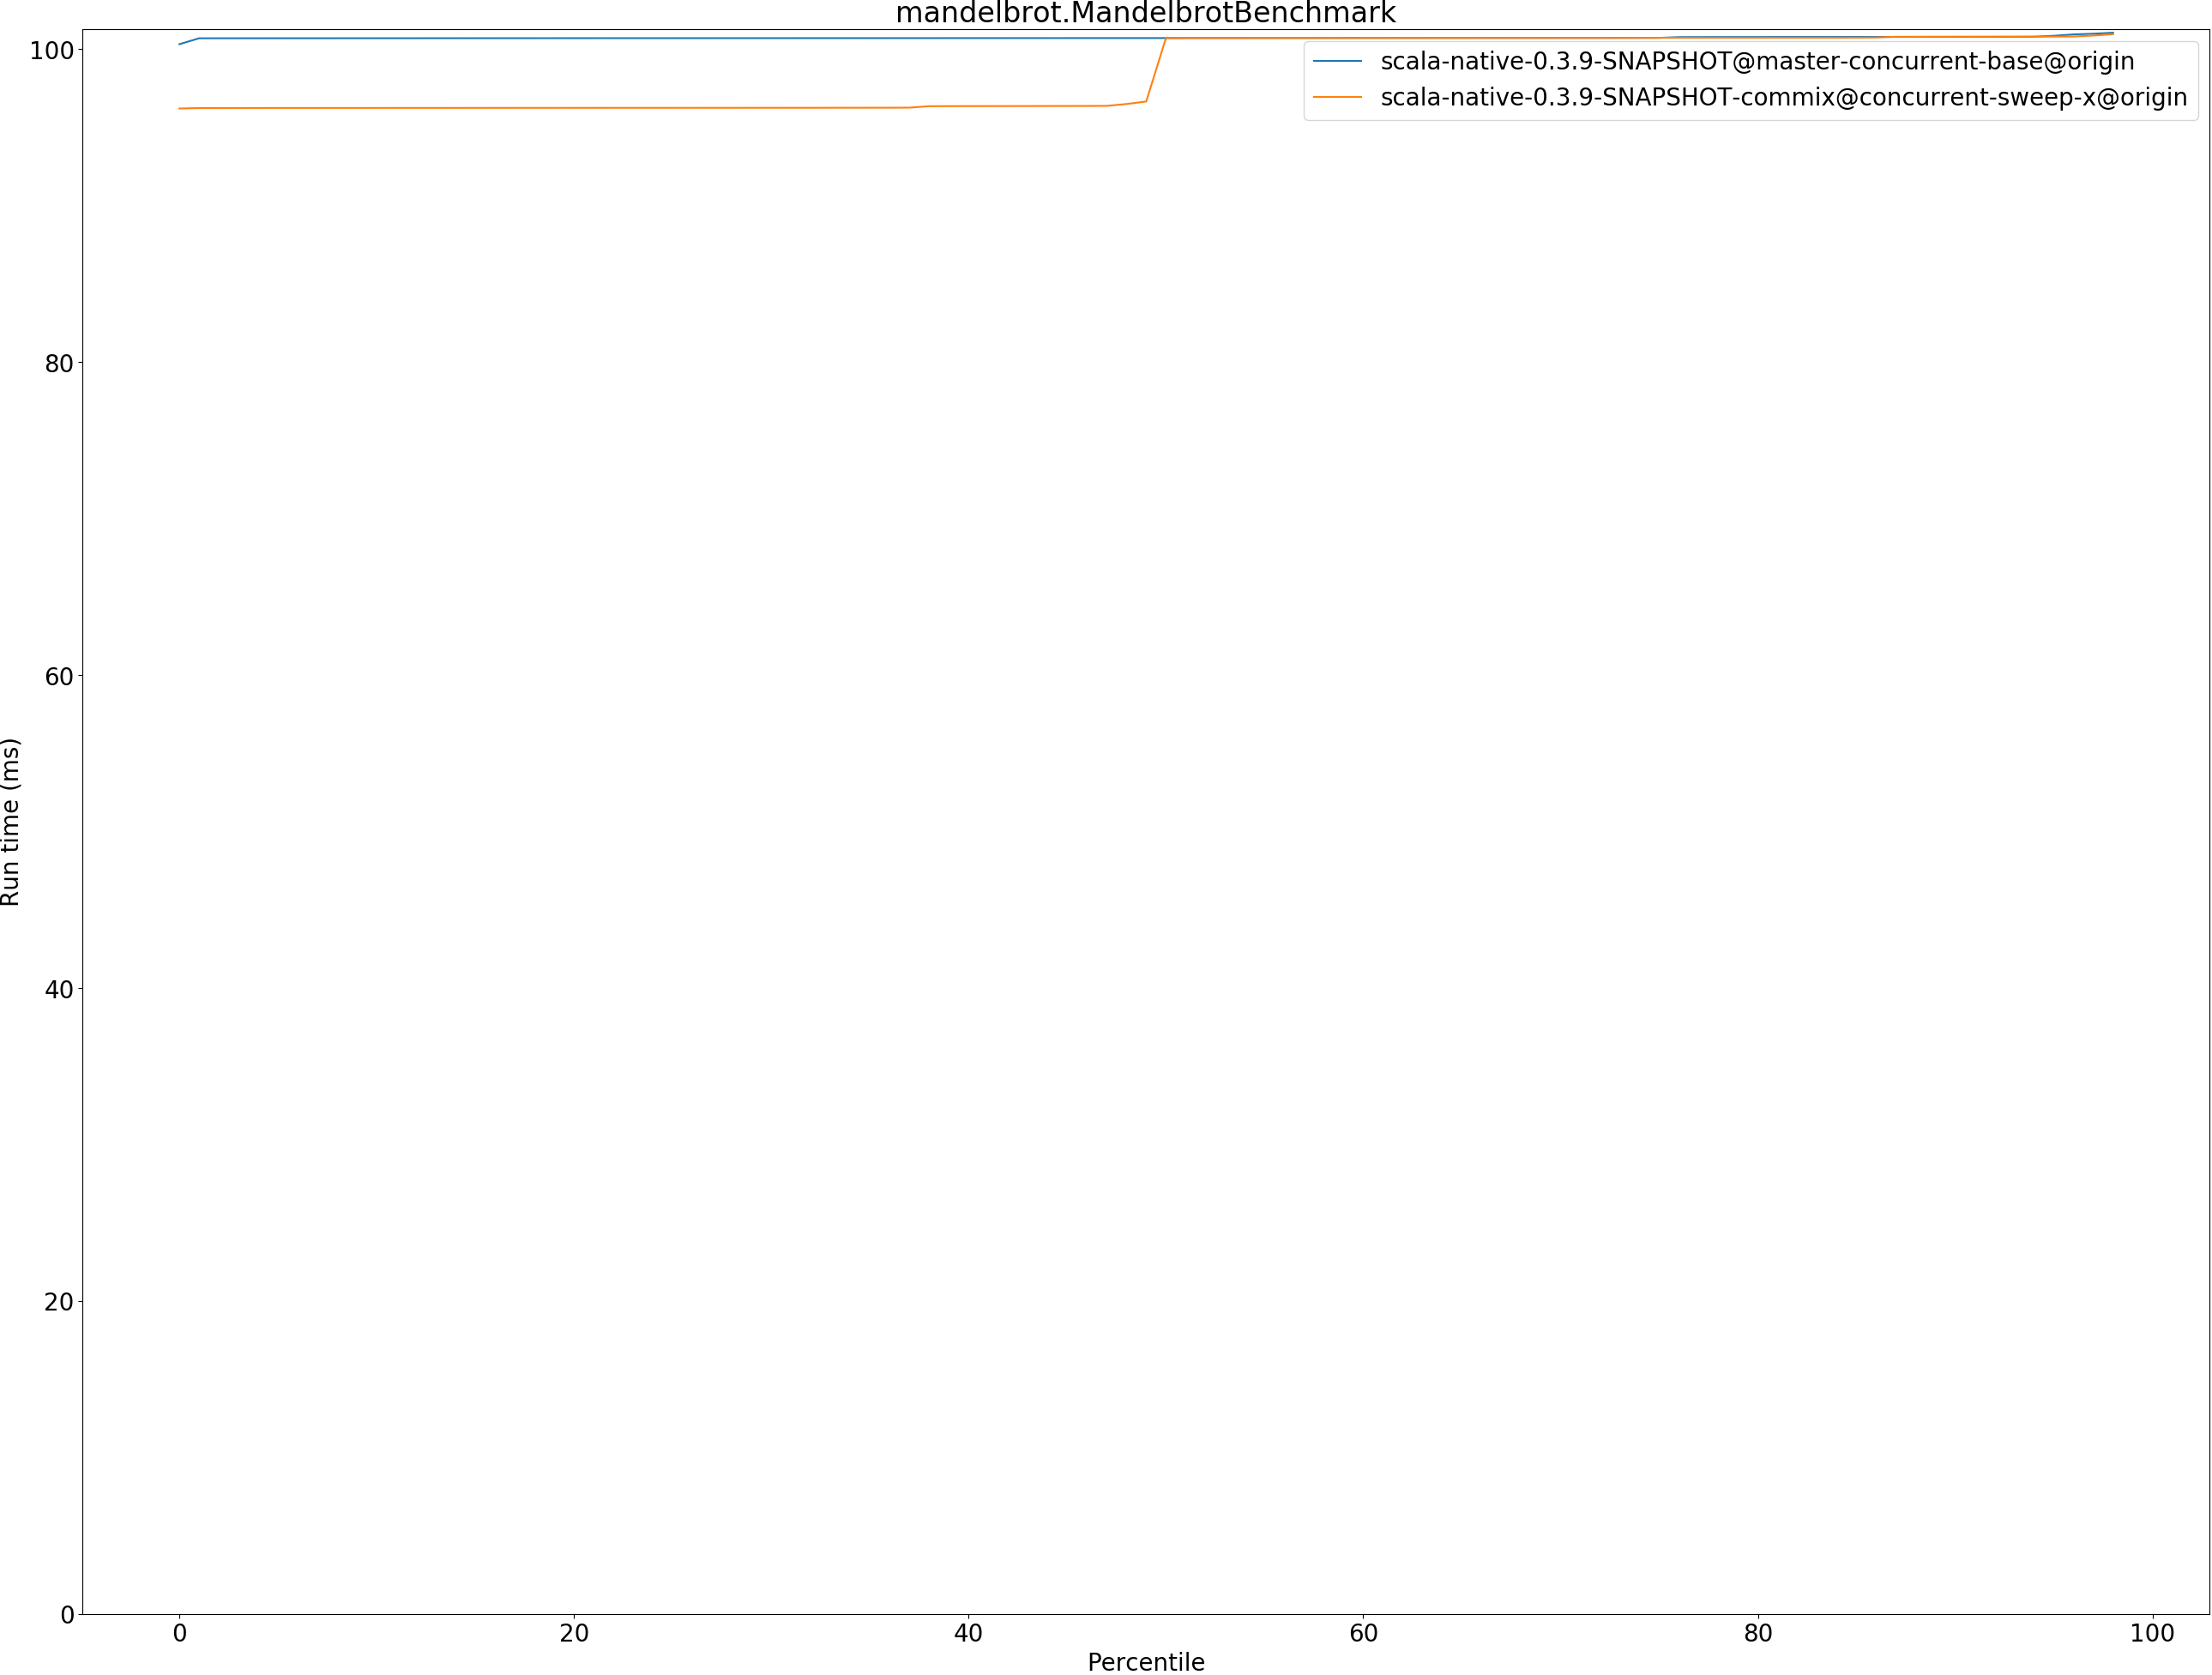 mandelbrot.MandelbrotBenchmark
scala-native-0.3.9-SNAPSHOT@master-concurrent-base@origin
scala-native-0.3.9-SNAPSHOT-commix@concurrent-sweep-x@origin
Run time (ms)
100
80
60
40
20
0
0 20 40 60 80 100
Percentile